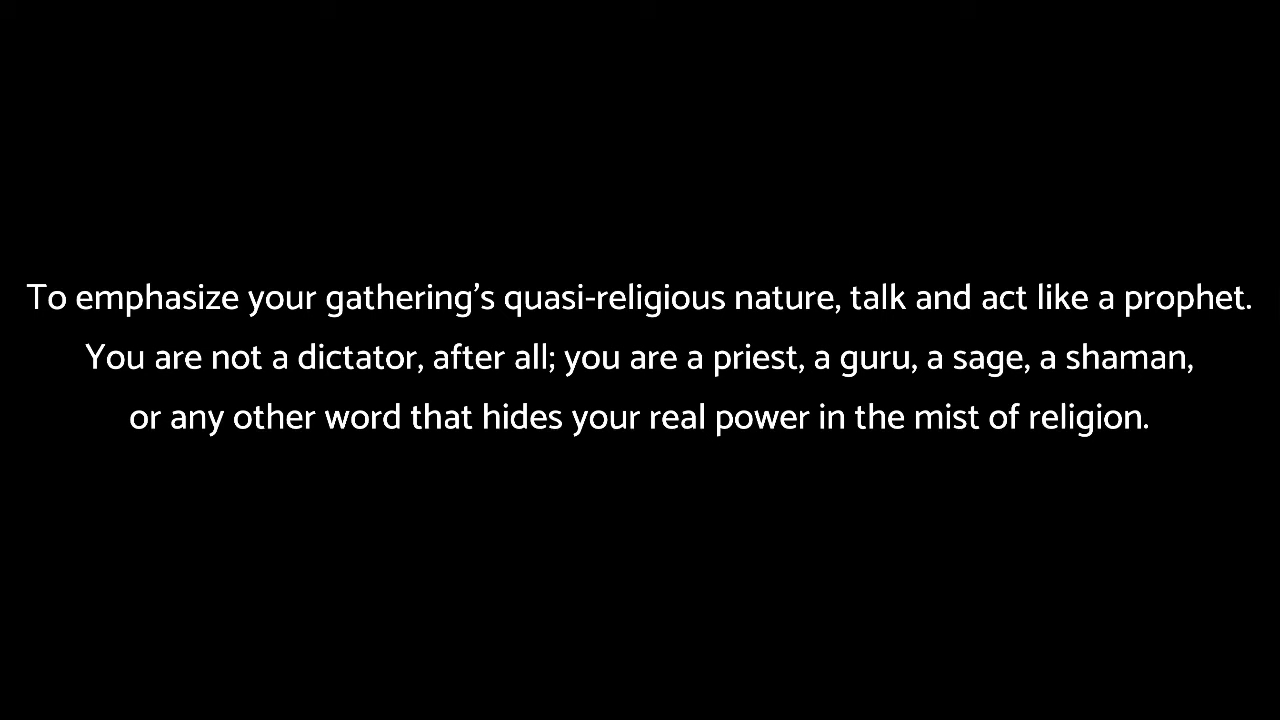 To emphasize your gathering’s quasi-religious nature, talk and act like a prophet.
You are not a dictator, after all; you are a priest, a guru, a sage, a shaman,
or any other word that hides your real power in the mist of religion.